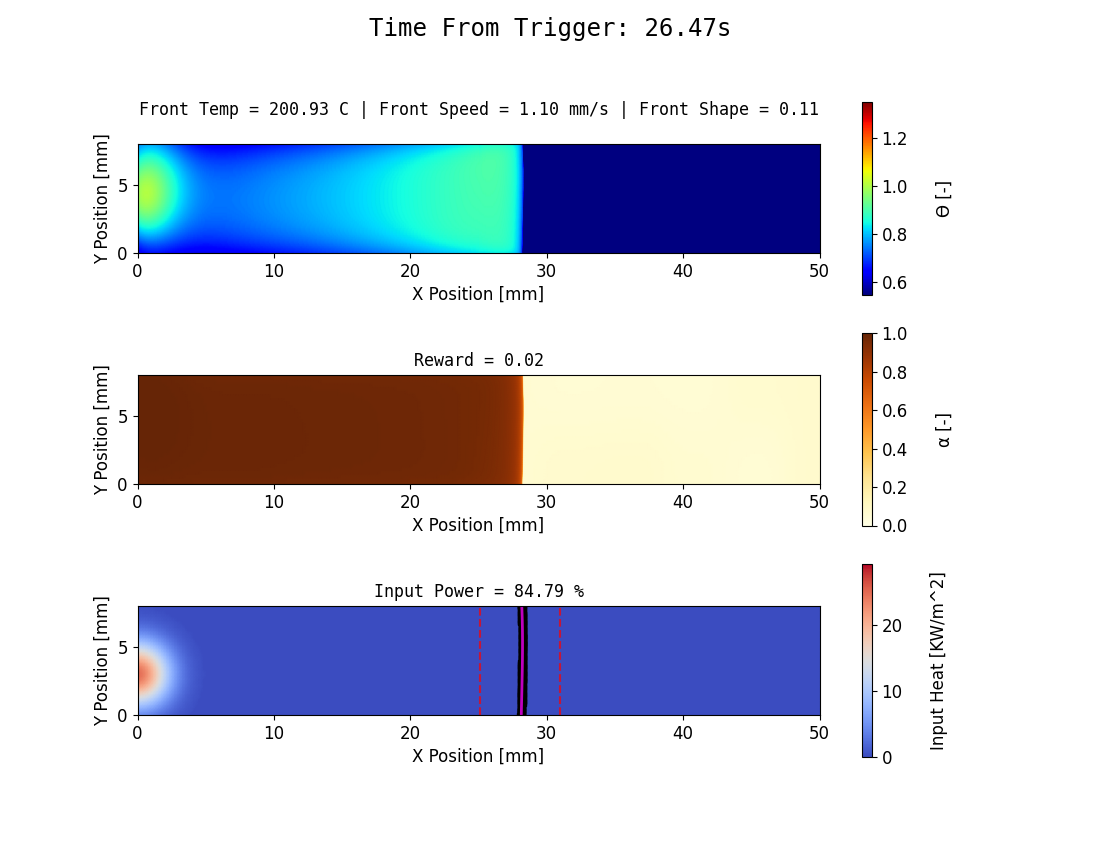 Time From Trigger: 26.47s
Front Temp = 200.93 C | Front Speed = 1.10 mm/s | Front Shape = 0.11
Y Position [mm]
5
0
0 10 20 30 40 50
X Position [mm]
1.2
1.0
0.8
0.6
Θ [-]
Reward = 0.02
Y Position [mm]
5
0
0 10 20 30 40 50
X Position [mm]
1.0
0.8
0.6
0.4
0.2
0.0
α [-]
Input Power = 84.79 %
Y Position [mm]
5
0
0 10 20 30 40 50
X Position [mm]
20
10
0
Input Heat [KW/m^2]